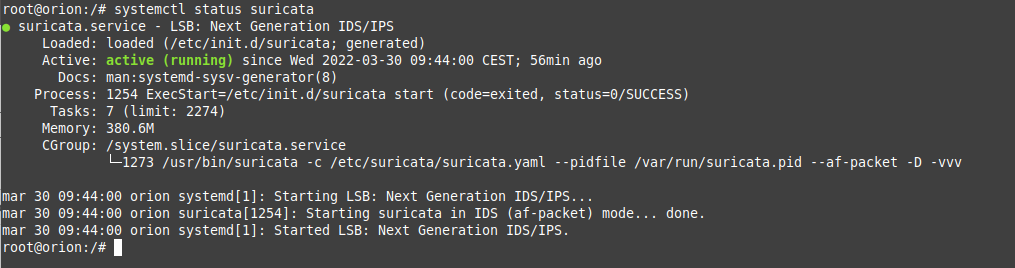 root@orion:/# systemctl status suricata
● suricata.service - LSB: Next Generation IDS/IPS
Loaded: loaded (/etc/init.d/suricata; generated)
Active: active (running) since Wed 2022-03-30 09:44:00 CEST; 56min ago
Docs: man:systemd-sysv-generator(8)
Process: 1254 ExecStart=/etc/init.d/suricata start (code=exited, status=0/SUCCESS)
Tasks: 7 (limit: 2274)
Memory: 380.6M
CGroup: /system.slice/suricata.service
└─1273 /usr/bin/suricata -c /etc/suricata/suricata.yaml --pidfile /var/run/suricata.pid --af-packet -D -vvv
mar 30 09:44:00 orion systemd[1]: Starting LSB: Next Generation IDS/IPS...
mar 30 09:44:00 orion suricata[1254]: Starting suricata in IDS (af-packet) mode... done.
mar 30 09:44:00 orion systemd[1]: Started LSB: Next Generation IDS/IPS.
root@orion:/#